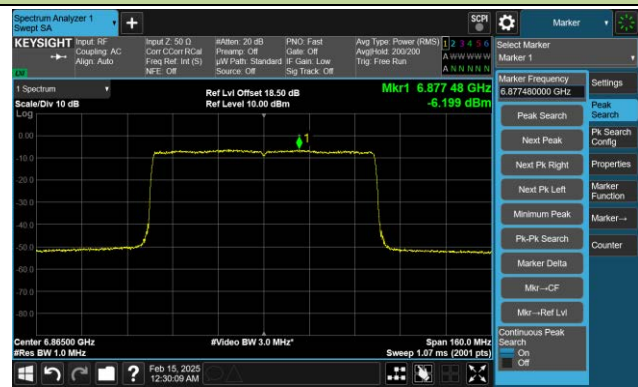 Spectrum Analyzer 1
Swept SA
SCPI
Marker
KEYSIGHT
Input: RF
Coupling: AC
Align: Auto
Input Z: 50 Ω
Corr CCorr RCal
Freq Ref: Int (S)
NFE: Off
#Atten: 20 dB
Preamp: Off
µW Path: Standard
Source: Off
PNO: Fast
Gate: Off
IF Gain: Low
Sig Track: Off
Avg Type: Power (RMS)
Avg|Hold: 200/200
Trig: Free Run
1 2 3 4 5 6
A W W W W W
A N N N N N
Select Marker
Marker 1
1 Spectrum
Scale/Div 10 dB
Log
Ref Lvl Offset 18.50 dB
Ref Level 10.00 dBm
Mkr1 6.877 48 GHz
-6.199 dBm
0.00
-10.0
-20.0
-30.0
-40.0
-50.0
-60.0
-70.0
-80.0
1
Center 6.86500 GHz
#Res BW 1.0 MHz
#Video BW 3.0 MHz*
Span 160.0 MHz
Sweep 1.07 ms (2001 pts)
Marker Frequency
6.877480000 GHz
Peak Search
Next Peak
Next Pk Right
Next Pk Left
Minimum Peak
Pk-Pk Search
Marker Delta
Mkr→CF
Mkr→Ref Lvl
Continuous Peak
Search
On
Off
Settings
Peak
Search
Pk Search
Config
Properties
Marker
Function
Marker→
Counter
?
Feb 15, 2025
12:30:09 AM